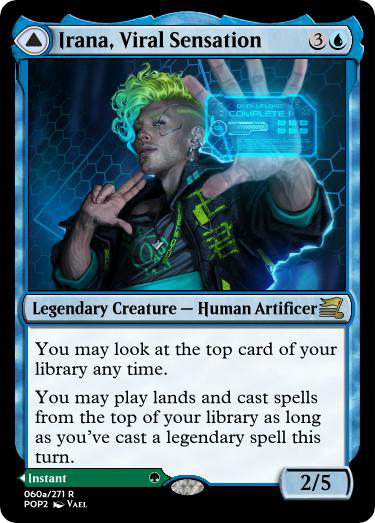 Irana, Viral Sensation 3
DATA UPLOAD
COMPLETE !
Legendary Creature — Human Artificer
You may look at the top card of your
library any time.
You may play lands and cast spells
from the top of your library as long
as you've cast a legendary spell this
turn.
Instant
2/5
060a/271 R
POP2 VAEL